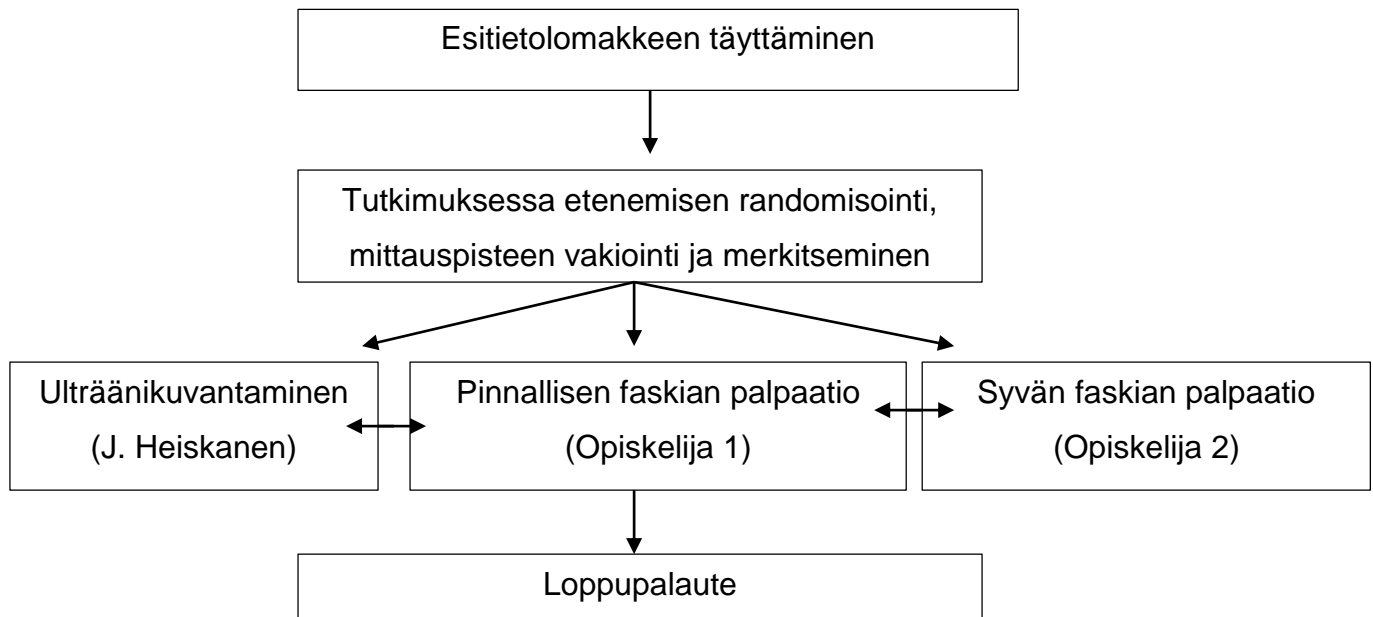 Esitietolomakkeen täyttäminen
Tutkimuksessa etenemisen randomisointi,
mittauspisteen vakiointi ja merkitseminen
Ulträänikuvantaminen
(J. Heiskanen)
Pinnallisen faskian palpaatio
(Opiskelija 1)
Syvän faskian palpaatio
(Opiskelija 2)
Loppupalaute